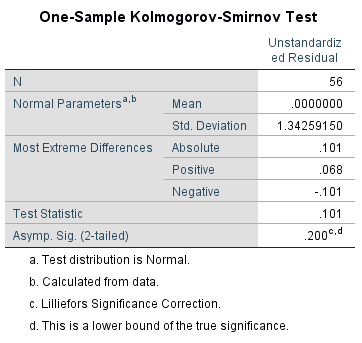 One-Sample Kolmogorov-Smirnov Test
Unstandardiz
ed Residual
N 56
Normal Parametersa,b Mean .0000000
Std. Deviation 1.34259150
Most Extreme Differences Absolute .101
Positive .068
Negative -.101
Test Statistic .101
Asymp. Sig. (2-tailed) .200c,d
a. Test distribution is Normal.
b. Calculated from data.
c. Lilliefors Significance Correction.
d. This is a lower bound of the true significance.